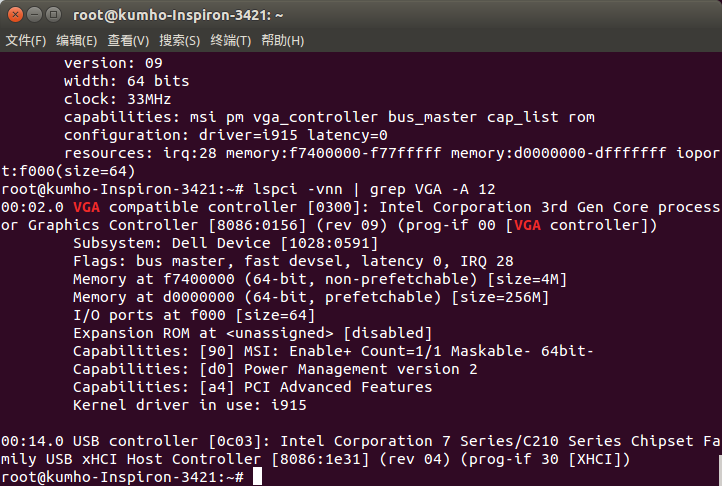 root@kumho-Inspiron-3421: ~
文件(F) 编辑(E) 查看(V) 搜索(S) 终端(T) 帮助(H)
version: 09
width: 64 bits
clock: 33MHz
capabilities: msi pm vga_controller bus_master cap_list rom
configuration: driver=i915 latency=0
resources: irq:28 memory:f7400000-f77fffff memory:d0000000-dfffffff iopor
t:f000(size=64)
root@kumho-Inspiron-3421:~# lspci -vnn | grep VGA -A 12
00:02.0 VGA compatible controller [0300]: Intel Corporation 3rd Gen Core process
or Graphics Controller [8086:0156] (rev 09) (prog-if 00 [VGA controller])
Subsystem: Dell Device [1028:0591]
Flags: bus master, fast devsel, latency 0, IRQ 28
Memory at f7400000 (64-bit, non-prefetchable) [size=4M]
Memory at d0000000 (64-bit, prefetchable) [size=256M]
I/O ports at f000 [size=64]
Expansion ROM at <unassigned> [disabled]
Capabilities: [90] MSI: Enable+ Count=1/1 Maskable- 64bit-
Capabilities: [d0] Power Management version 2
Capabilities: [a4] PCI Advanced Features
Kernel driver in use: i915
00:14.0 USB controller [0c03]: Intel Corporation 7 Series/C210 Series Chipset Fa
mily USB xHCI Host Controller [8086:1e31] (rev 04) (prog-if 30 [XHCI])
root@kumho-Inspiron-3421:~#